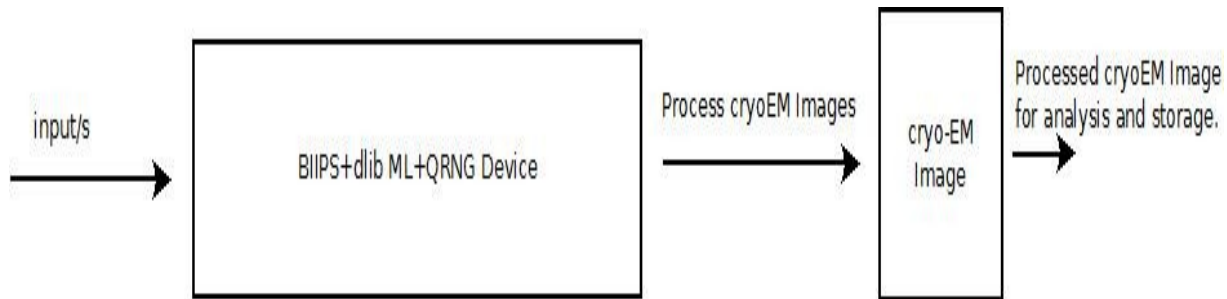 input/s
BIIPS+dlib ML+QRNG Device
Process cryoEM Images
cryo-EM
Image
Processed cryoEM Image
for analysis and storage.